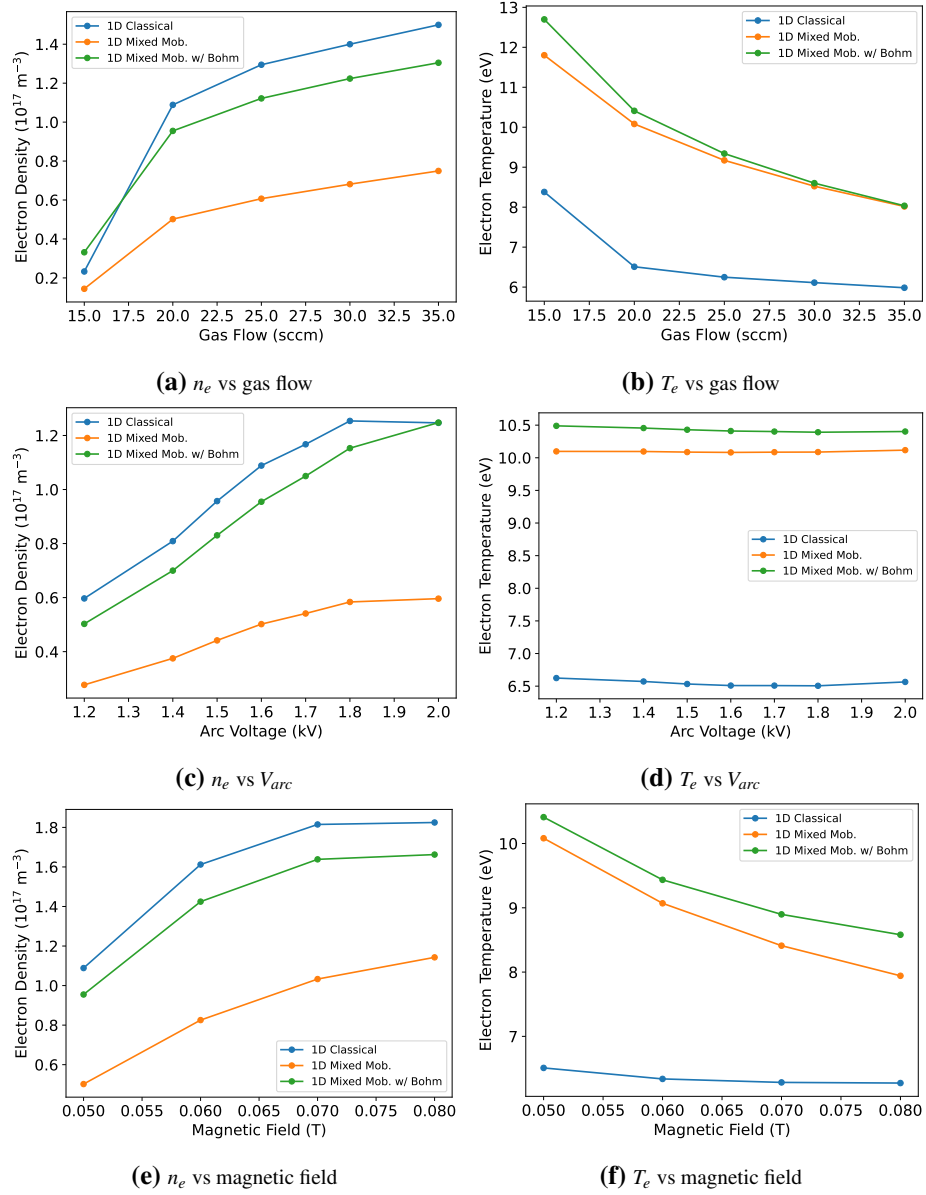 1D Classical
1D Mixed Mob.
1D Mixed Mob. w/ Bohm
1.4
1.2
1.0
0.8
0.6
0.4
0.2
Electron Density (10¹⁷ m⁻³)
15.0 17.5 20.0 22.5 25.0 27.5 30.0 32.5 35.0
Gas Flow (sccm)
(a) nₑ vs gas flow
1D Classical
1D Mixed Mob.
1D Mixed Mob. w/ Bohm
13
12
11
10
9
8
7
6
Electron Temperature (eV)
15.0 17.5 20.0 22.5 25.0 27.5 30.0 32.5 35.0
Gas Flow (sccm)
(b) Tₑ vs gas flow
1D Classical
1D Mixed Mob.
1D Mixed Mob. w/ Bohm
1.2
1.0
0.8
0.6
0.4
Electron Density (10¹⁷ m⁻³)
1.2 1.3 1.4 1.5 1.6 1.7 1.8 1.9 2.0
Arc Voltage (kV)
(c) nₑ vs V_arc
10.5
10.0
9.5
9.0
8.5
8.0
7.5
7.0
6.5
Electron Temperature (eV)
1D Classical
1D Mixed Mob.
1D Mixed Mob. w/ Bohm
1.2 1.3 1.4 1.5 1.6 1.7 1.8 1.9 2.0
Arc Voltage (kV)
(d) Tₑ vs V_arc
1.8
1.6
1.4
1.2
1.0
0.8
0.6
Electron Density (10¹⁷ m⁻³)
1D Classical
1D Mixed Mob.
1D Mixed Mob. w/ Bohm
0.050 0.055 0.060 0.065 0.070 0.075 0.080
Magnetic Field (T)
(e) nₑ vs magnetic field
1D Classical
1D Mixed Mob.
1D Mixed Mob. w/ Bohm
10
9
8
6
Electron Temperature (eV)
0.050 0.055 0.060 0.065 0.070 0.075 0.080
Magnetic Field (T)
(f) Tₑ vs magnetic field